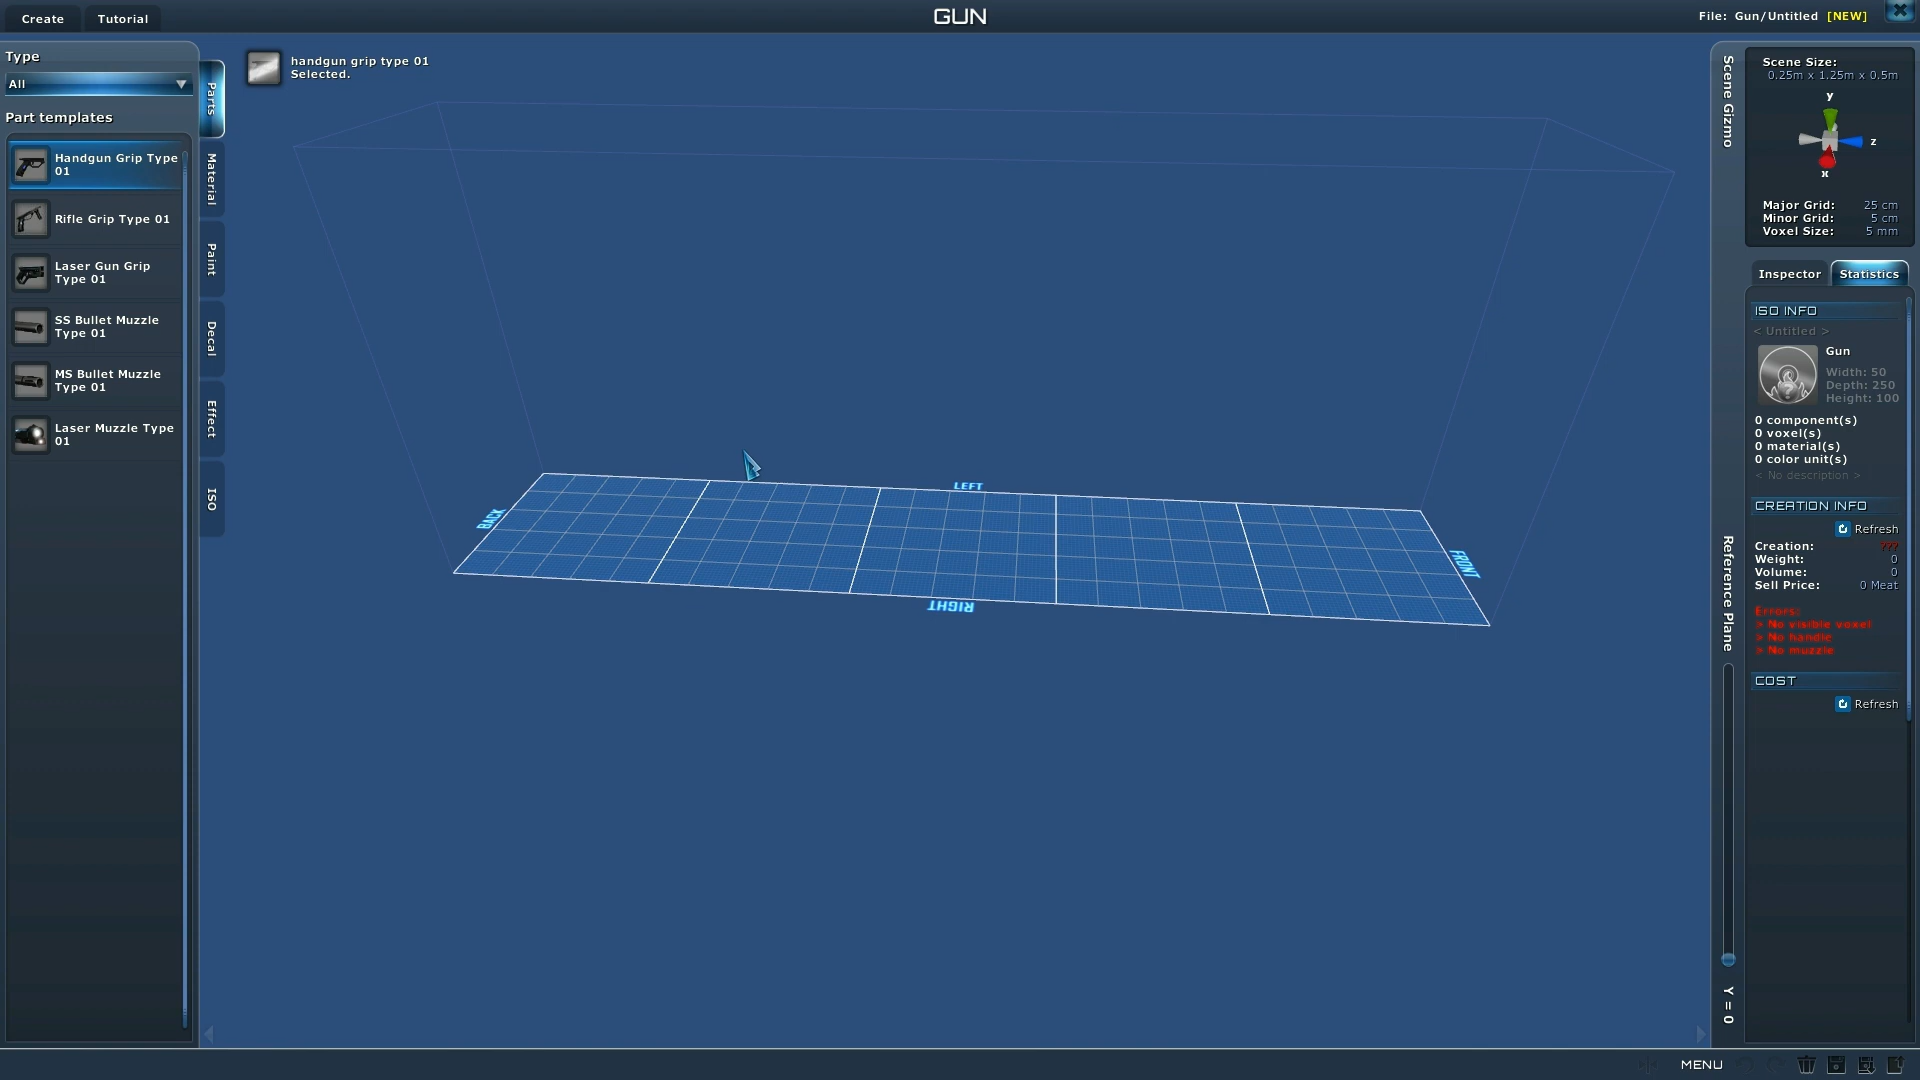 Create
Tutorial
GUN
File: Gun/Untitled [NEW]
Type
All
Part templates
Handgun Grip Type
01
Rifle Grip Type 01
Laser Gun Grip
Type 01
SS Bullet Muzzle
Type 01
MS Bullet Muzzle
Type 01
Laser Muzzle Type
01
Parts
Material
Paint
Decal
Effect
ISO
handgun grip type 01
Selected.
LEFT
BACK
FRONT
RIGHT
Scene Gizmo
Reference Plane
Y = 0
Scene Size:
0.25m x 1.25m x 0.5m
y
z
x
Major Grid: 25 cm
Minor Grid: 5 cm
Voxel Size: 5 mm
Inspector
Statistics
ISO INFO
< Untitled >
Gun
Width: 50
Depth: 250
Height: 100
0 component(s)
0 voxel(s)
0 material(s)
0 color unit(s)
< No description >
CREATION INFO
Refresh
Creation: ???
Weight: 0
Volume: 0
Sell Price: 0 Meat
Errors:
> No visible voxel
> No handle
> No muzzle
COST
Refresh
MENU